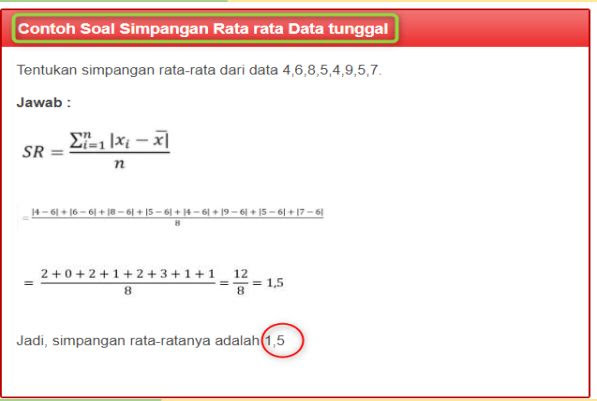 Contoh Soal Simpangan Rata rata Data tunggal
Tentukan simpangan rata-rata dari data 4,6,8,5,4,9,5,7.
Jawab :
SR = \frac{\sum_{i=1}^{n} |x_i - \overline{x}|}{n}
= \frac{|4 - 6| + |6 - 6| + |8 - 6| + |5 - 6| + |4 - 6| + |9 - 6| + |5 - 6| + |7 - 6|}{8}
= \frac{2 + 0 + 2 + 1 + 2 + 3 + 1 + 1}{8} = \frac{12}{8} = 1,5
Jadi, simpangan rata-ratanya adalah 1,5